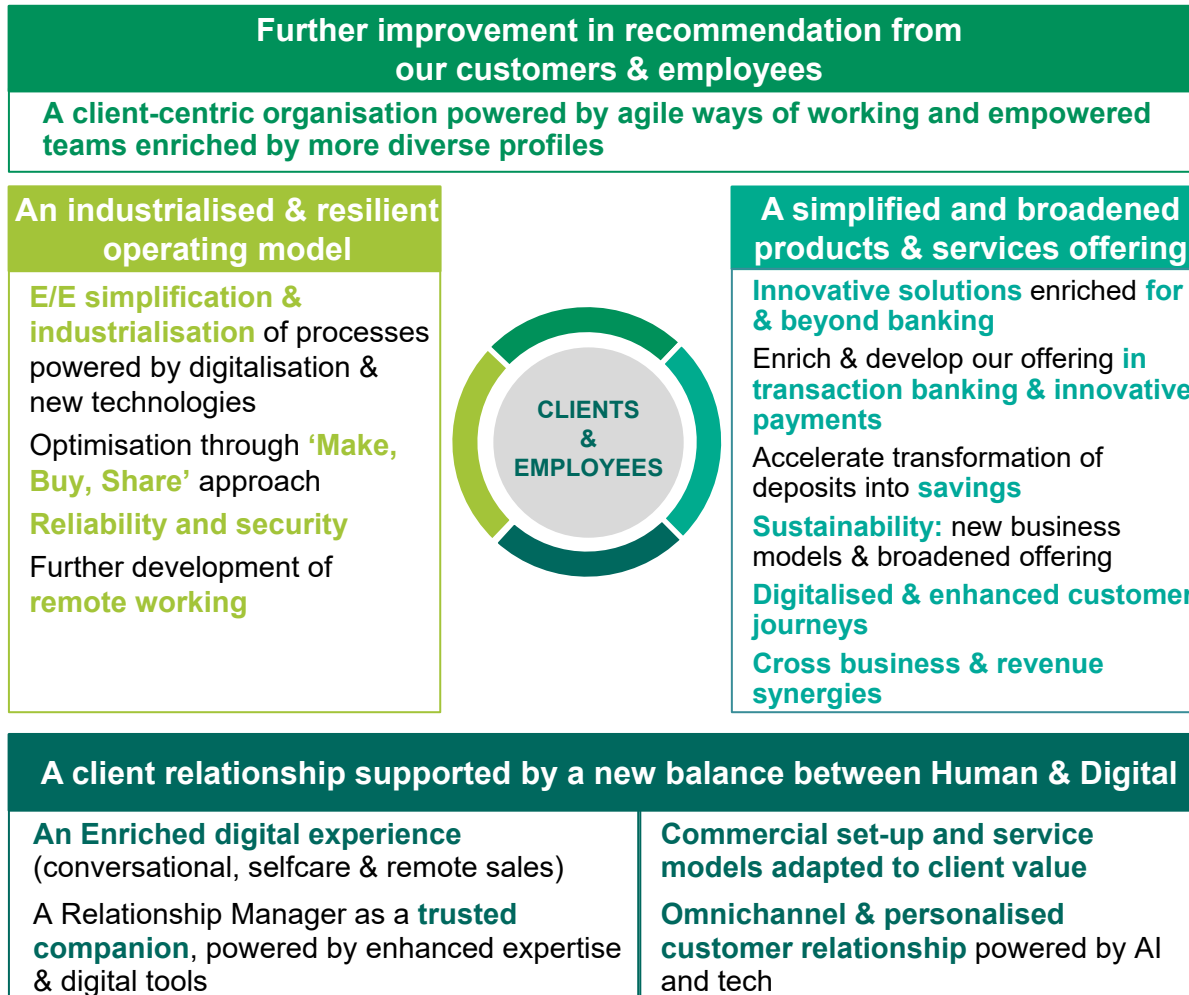 Further improvement in recommendation from
our customers & employees
A client-centric organisation powered by agile ways of working and empowered
teams enriched by more diverse profiles
An industrialised & resilient
operating model
E/E simplification &
industrialisation of processes
powered by digitalisation &
new technologies
Optimisation through ‘Make,
Buy, Share’ approach
Reliability and security
Further development of
remote working
CLIENTS
&
EMPLOYEES
A simplified and broadened
products & services offering
Innovative solutions enriched for
& beyond banking
Enrich & develop our offering in
transaction banking & innovative
payments
Accelerate transformation of
deposits into savings
Sustainability: new business
models & broadened offering
Digitalised & enhanced customer
journeys
Cross business & revenue
synergies
A client relationship supported by a new balance between Human & Digital
An Enriched digital experience
(conversational, selfcare & remote sales)
A Relationship Manager as a trusted
companion, powered by enhanced expertise
& digital tools
Commercial set-up and service
models adapted to client value
Omnichannel & personalised
customer relationship powered by AI
and tech